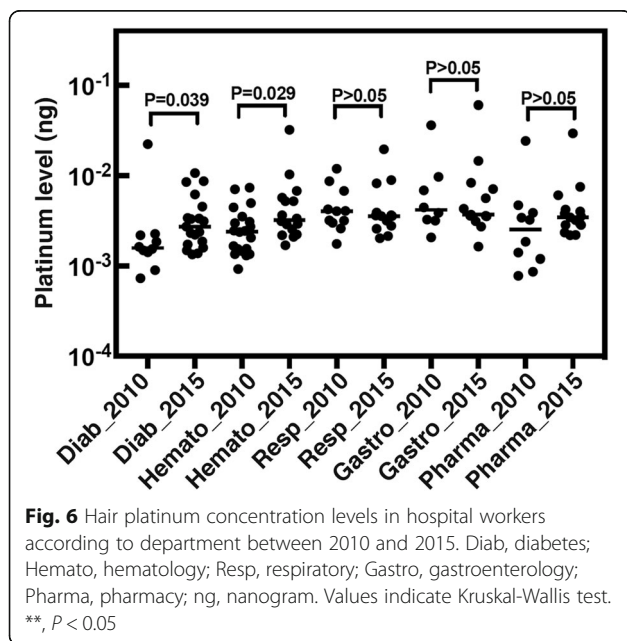 P=0.039
P=0.029
P>0.05
P>0.05
P>0.05
Platinum level (ng)
10-1
10-2
10-3
10-4
Diab_2010
Diab_2015
Hemato_2010
Hemato_2015
Resp_2010
Resp_2015
Gastro_2010
Gastro_2015
Pharma_2010
Pharma_2015
Fig. 6 Hair platinum concentration levels in hospital workers
according to department between 2010 and 2015. Diab, diabetes;
Hemato, hematology; Resp, respiratory; Gastro, gastroenterology;
Pharma, pharmacy; ng, nanogram. Values indicate Kruskal-Wallis test.
**, P < 0.05